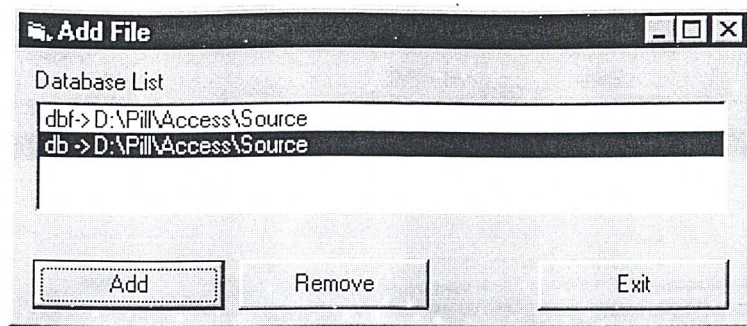 Add File
Database List
dbf->D:\Pill\Access\Source
db ->D:\Pill\Access\Source
Add Remove Exit